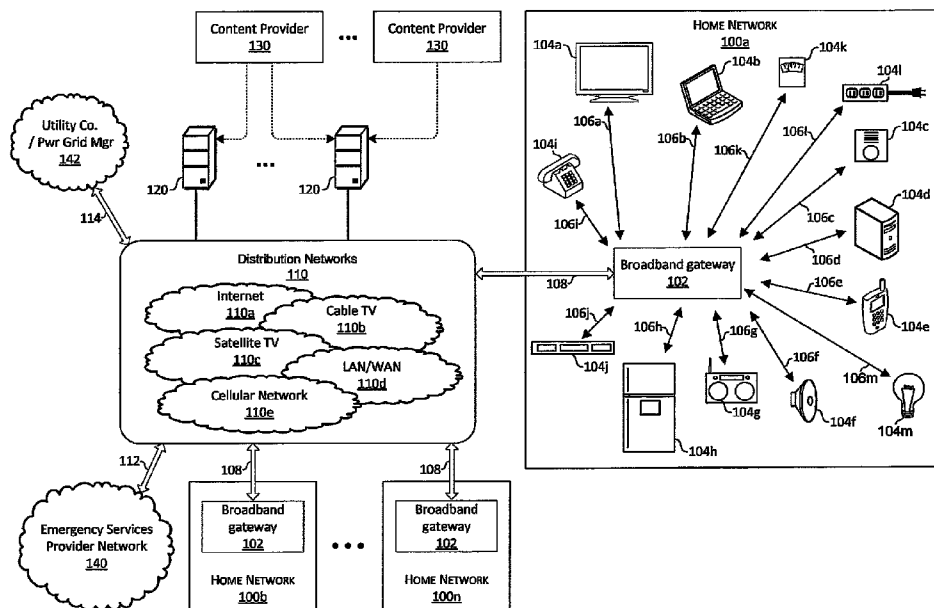 Content Provider
130
...
Content Provider
130
Utility Co.
/ Pwr Grid Mgr
142
114
120
...
120
Distribution Networks
110
Internet
110a
Cable TV
110b
Satellite TV
110c
LAN/WAN
110d
Cellular Network
110e
108
112
108
108
Emergency Services
Provider Network
140
Broadband
gateway
102
HOME NETWORK
100b
...
Broadband
gateway
102
HOME NETWORK
100n
HOME NETWORK
100a
104a
104b
104k
104l
104c
104i
106a
106b
106k
106l
106i
106c
104d
106d
Broadband gateway
102
106e
104e
106j
104j
106h
106g
106f
106m
104g
104f
104h
104m